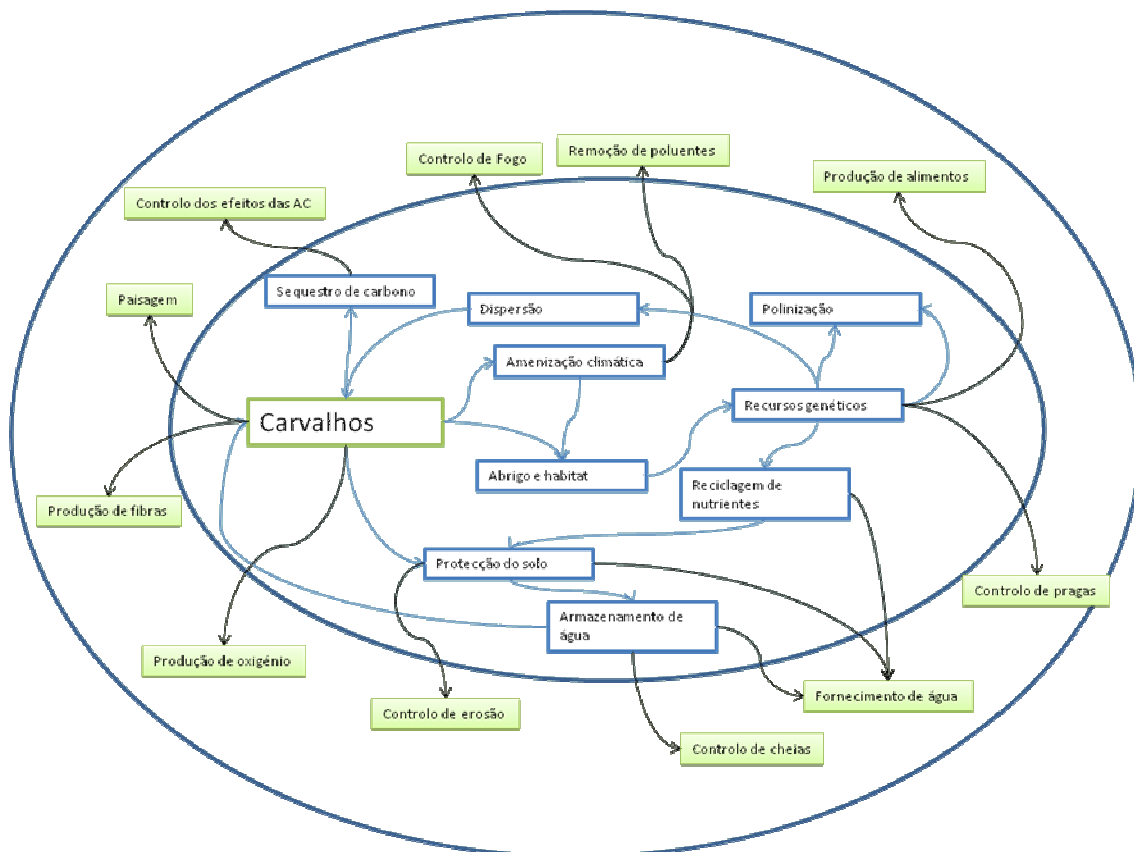 Controlo de Fogo
Remoção de poluentes
Produção de alimentos
Controlo dos efeitos das AC
Sequestro de carbono
Paisagem
Dispersão
Polinização
Amenização climática
Carvalhos
Recursos genéticos
Abrigo e habitat
Reciclagem de
nutrientes
Produção de fibras
Protecção do solo
Controlo de pragas
Armazenamento de
água
Produção de oxigénio
Controlo de erosão
Fornecimento de água
Controlo de cheias